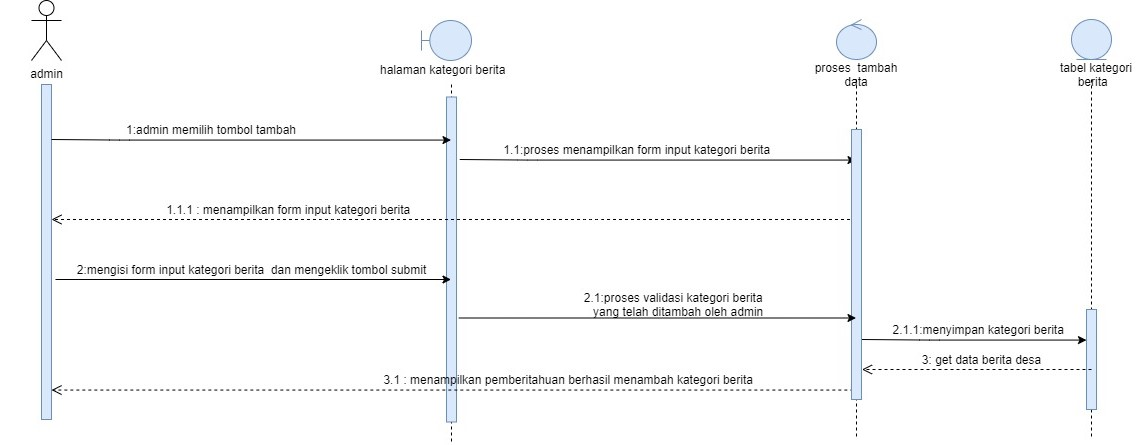 admin
halaman kategori berita
proses  tambah
data
tabel kategori
berita
1:admin memilih tombol tambah
1.1:proses menampilkan form input kategori berita
1.1.1 : menampilkan form input kategori berita
2:mengisi form input kategori berita  dan mengeklik tombol submit
2.1:proses validasi kategori berita
yang telah ditambah oleh admin
2.1.1:menyimpan kategori berita
3: get data berita desa
3.1 : menampilkan pemberitahuan berhasil menambah kategori berita